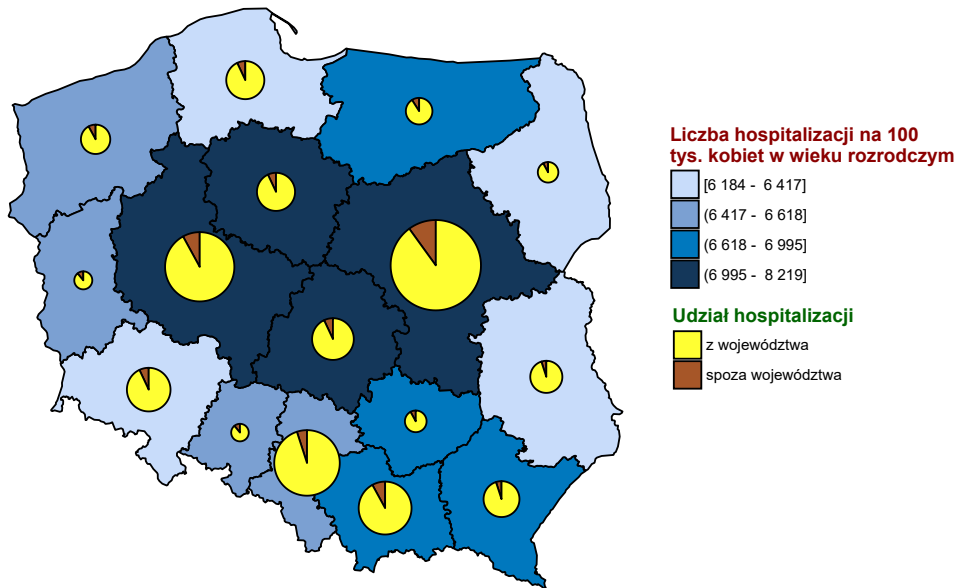 Liczba hospitalizacji na 100
tys. kobiet w wieku rozrodczym
[6 184 - 6 417]
(6 417 - 6 618]
(6 618 - 6 995]
(6 995 - 8 219]
Udział hospitalizacji
z województwa
spoza województwa